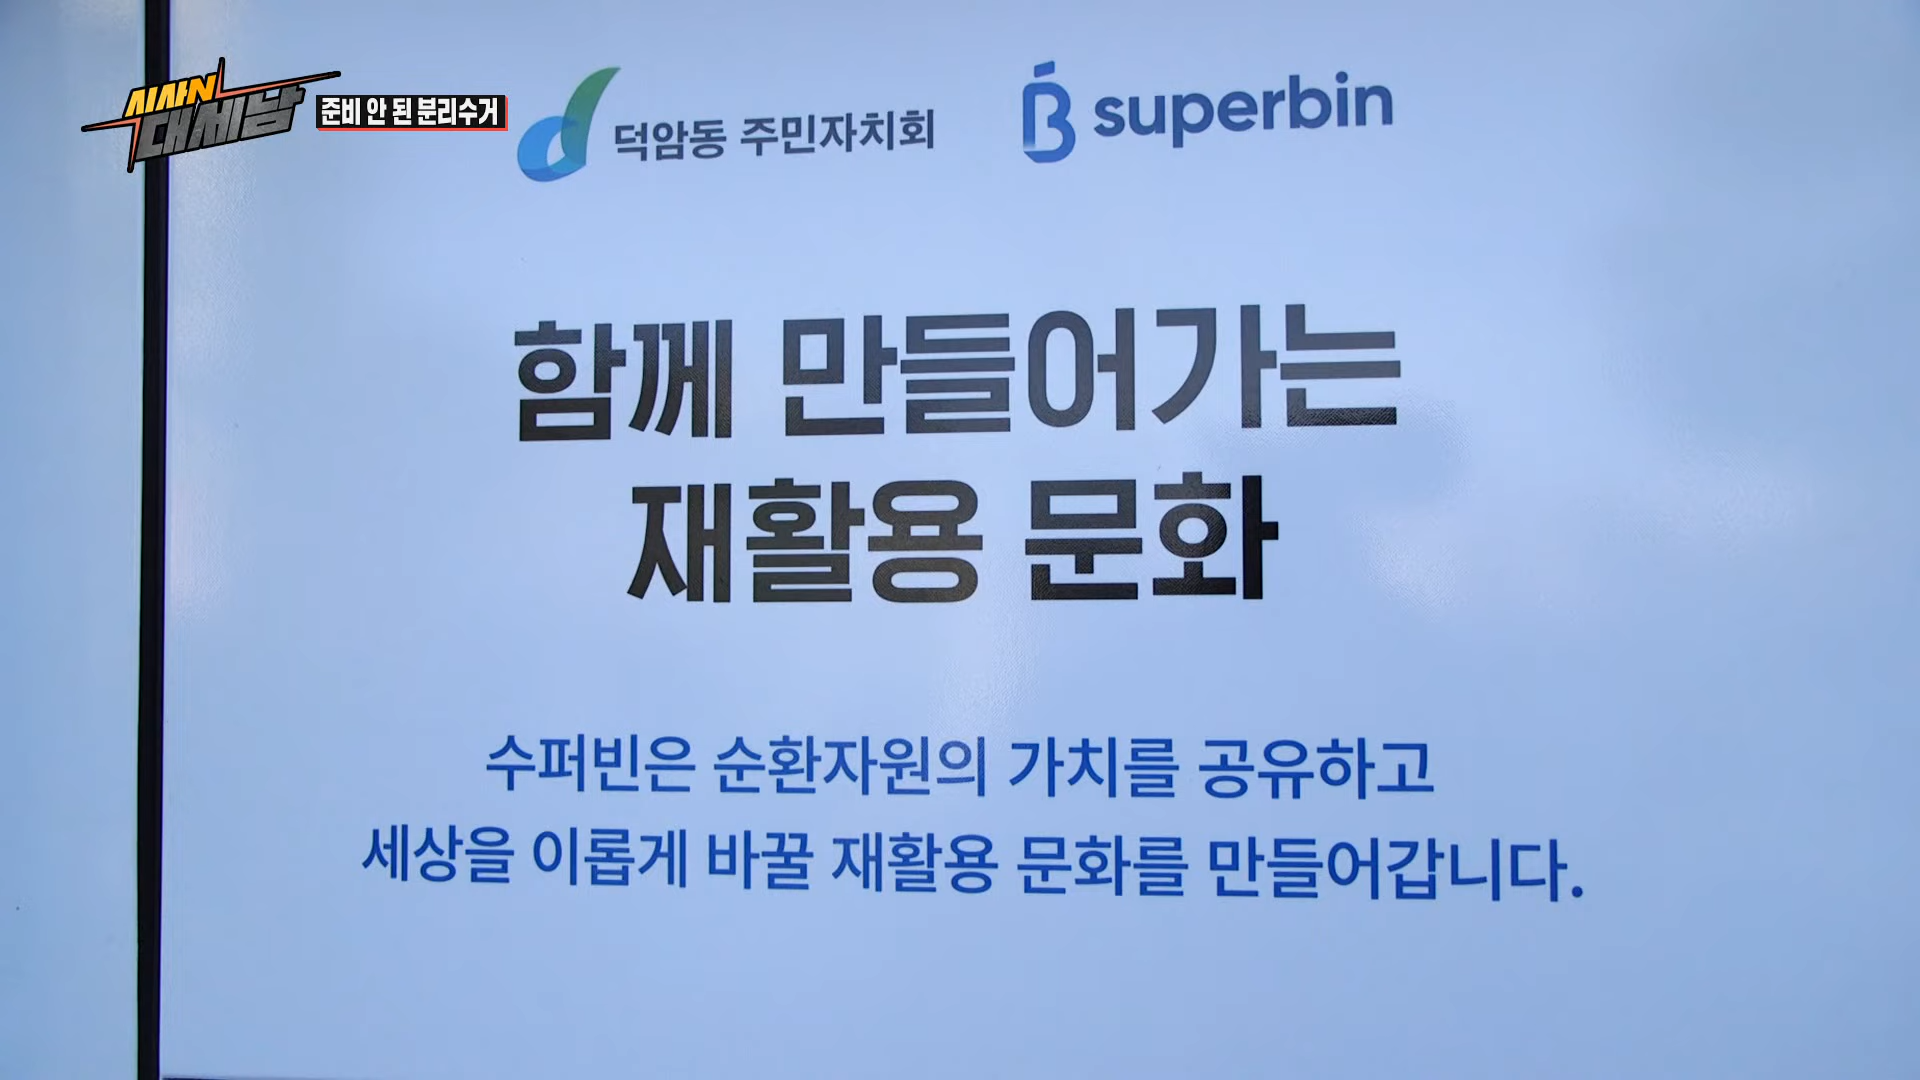 시사N
대세남
준비 안 된 분리수거
덕암동 주민자치회
superbin
함께 만들어가는
재활용 문화
수퍼빈은 순환자원의 가치를 공유하고
세상을 이롭게 바꿀 재활용 문화를 만들어갑니다.